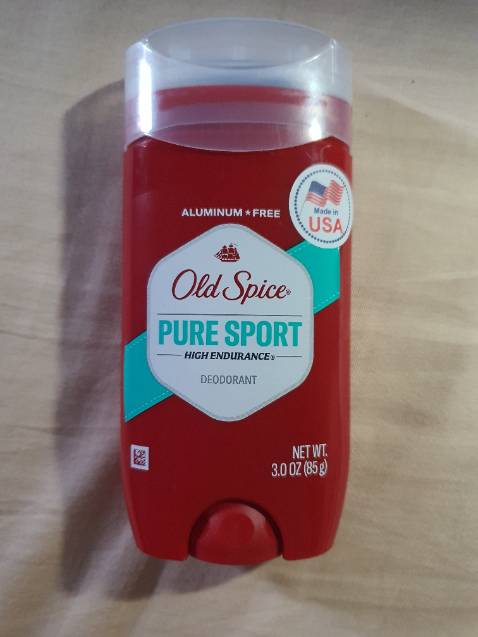 ALUMINUM ★ FREE
Made in
USA
Old Spice®
PURE SPORT
HIGH ENDURANCE®
DEODORANT
NET WT.
3.0 OZ (85 g)